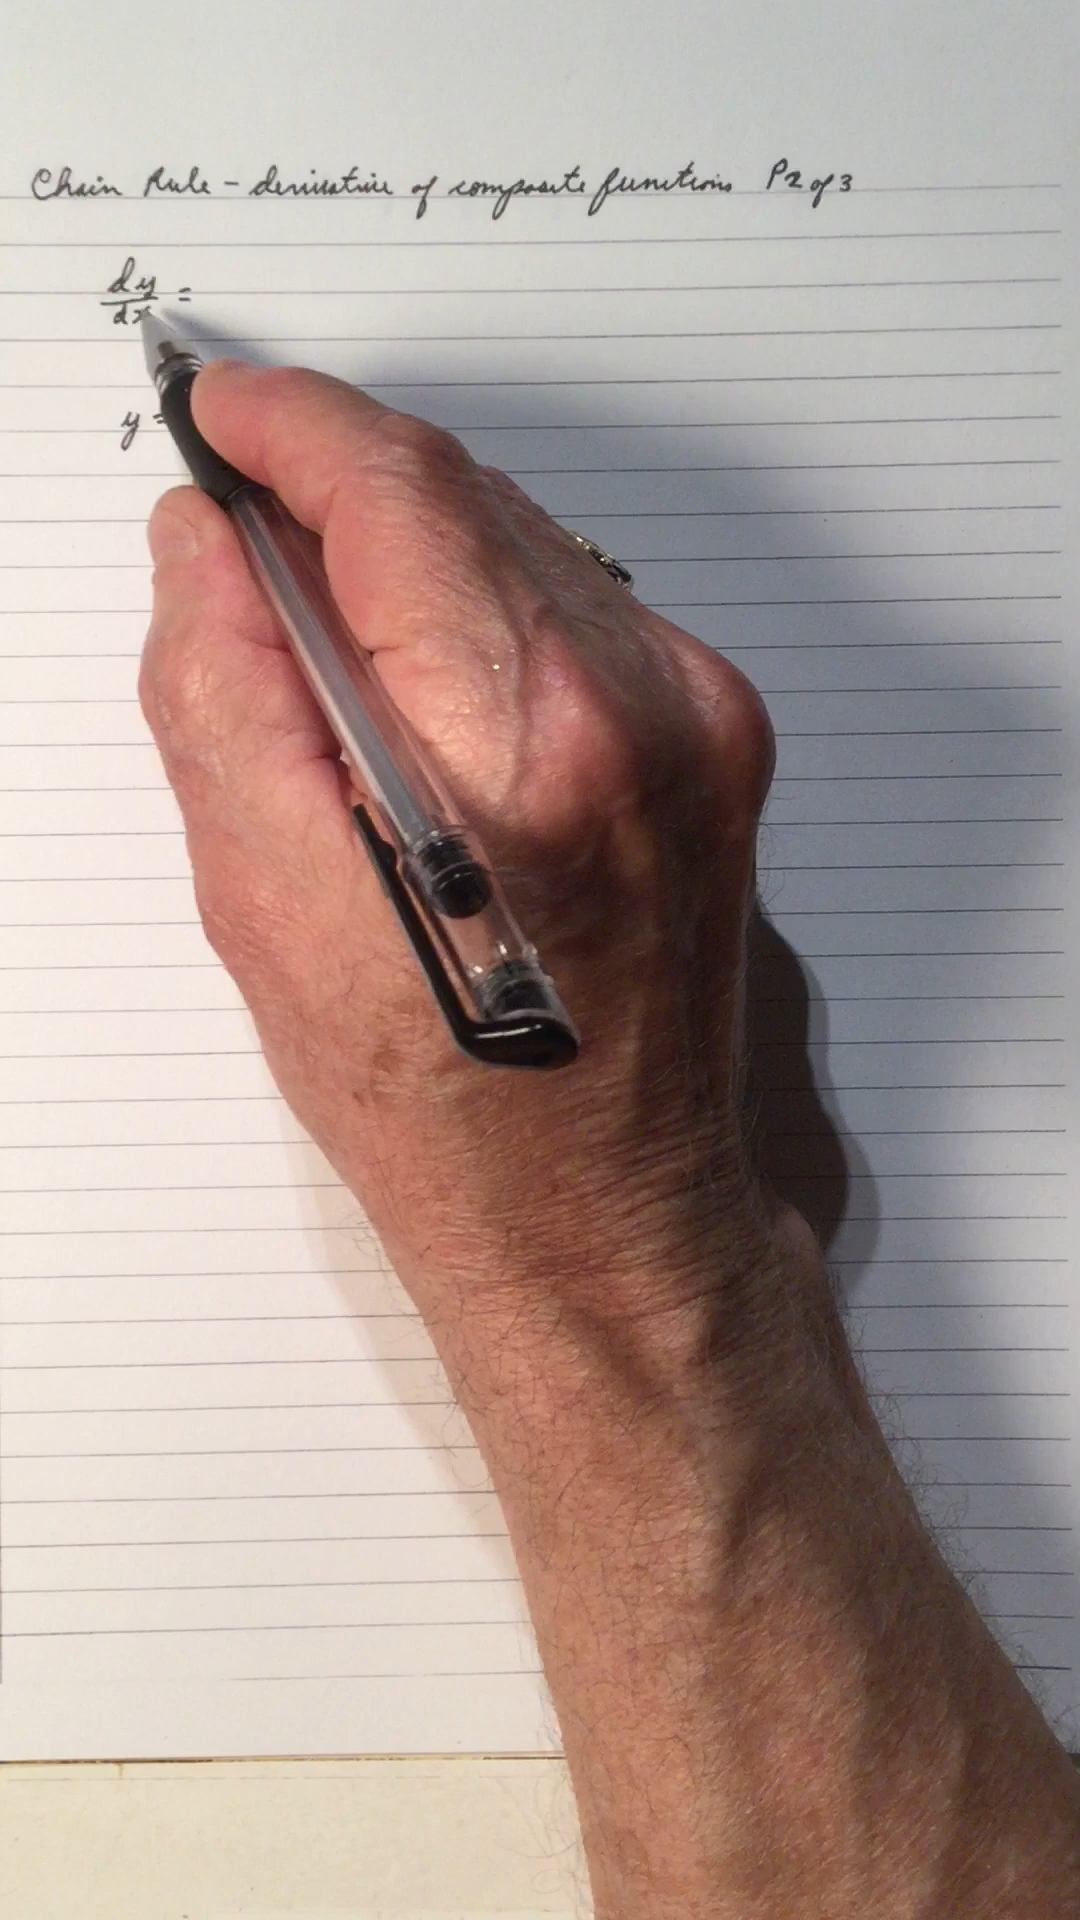 Chain Rule - derivative of composite functions P2 of 3
dy/dx =
y =